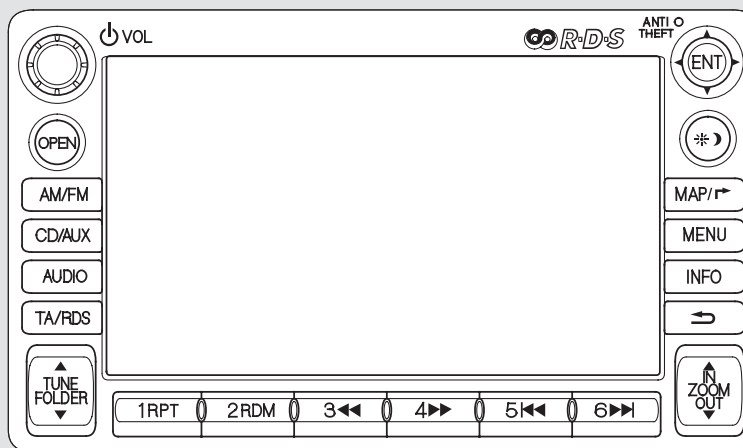 VOL
R·D·S
ANTI
THEFT
ENT
OPEN
AM/FM
MAP/
CD/AUX
MENU
AUDIO
INFO
TA/RDS
TUNE
FOLDER
IN
ZOOM
OUT
1RPT
2RDM
3
4
5
6